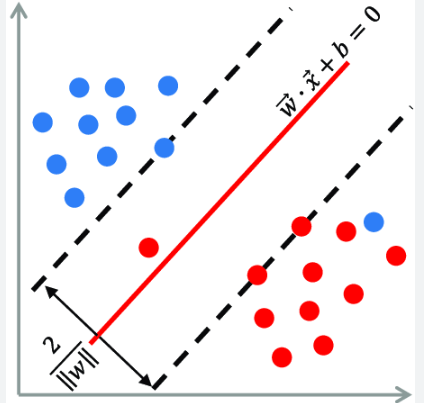 w⃗ · x⃗ + b = 0
2
‖w‖